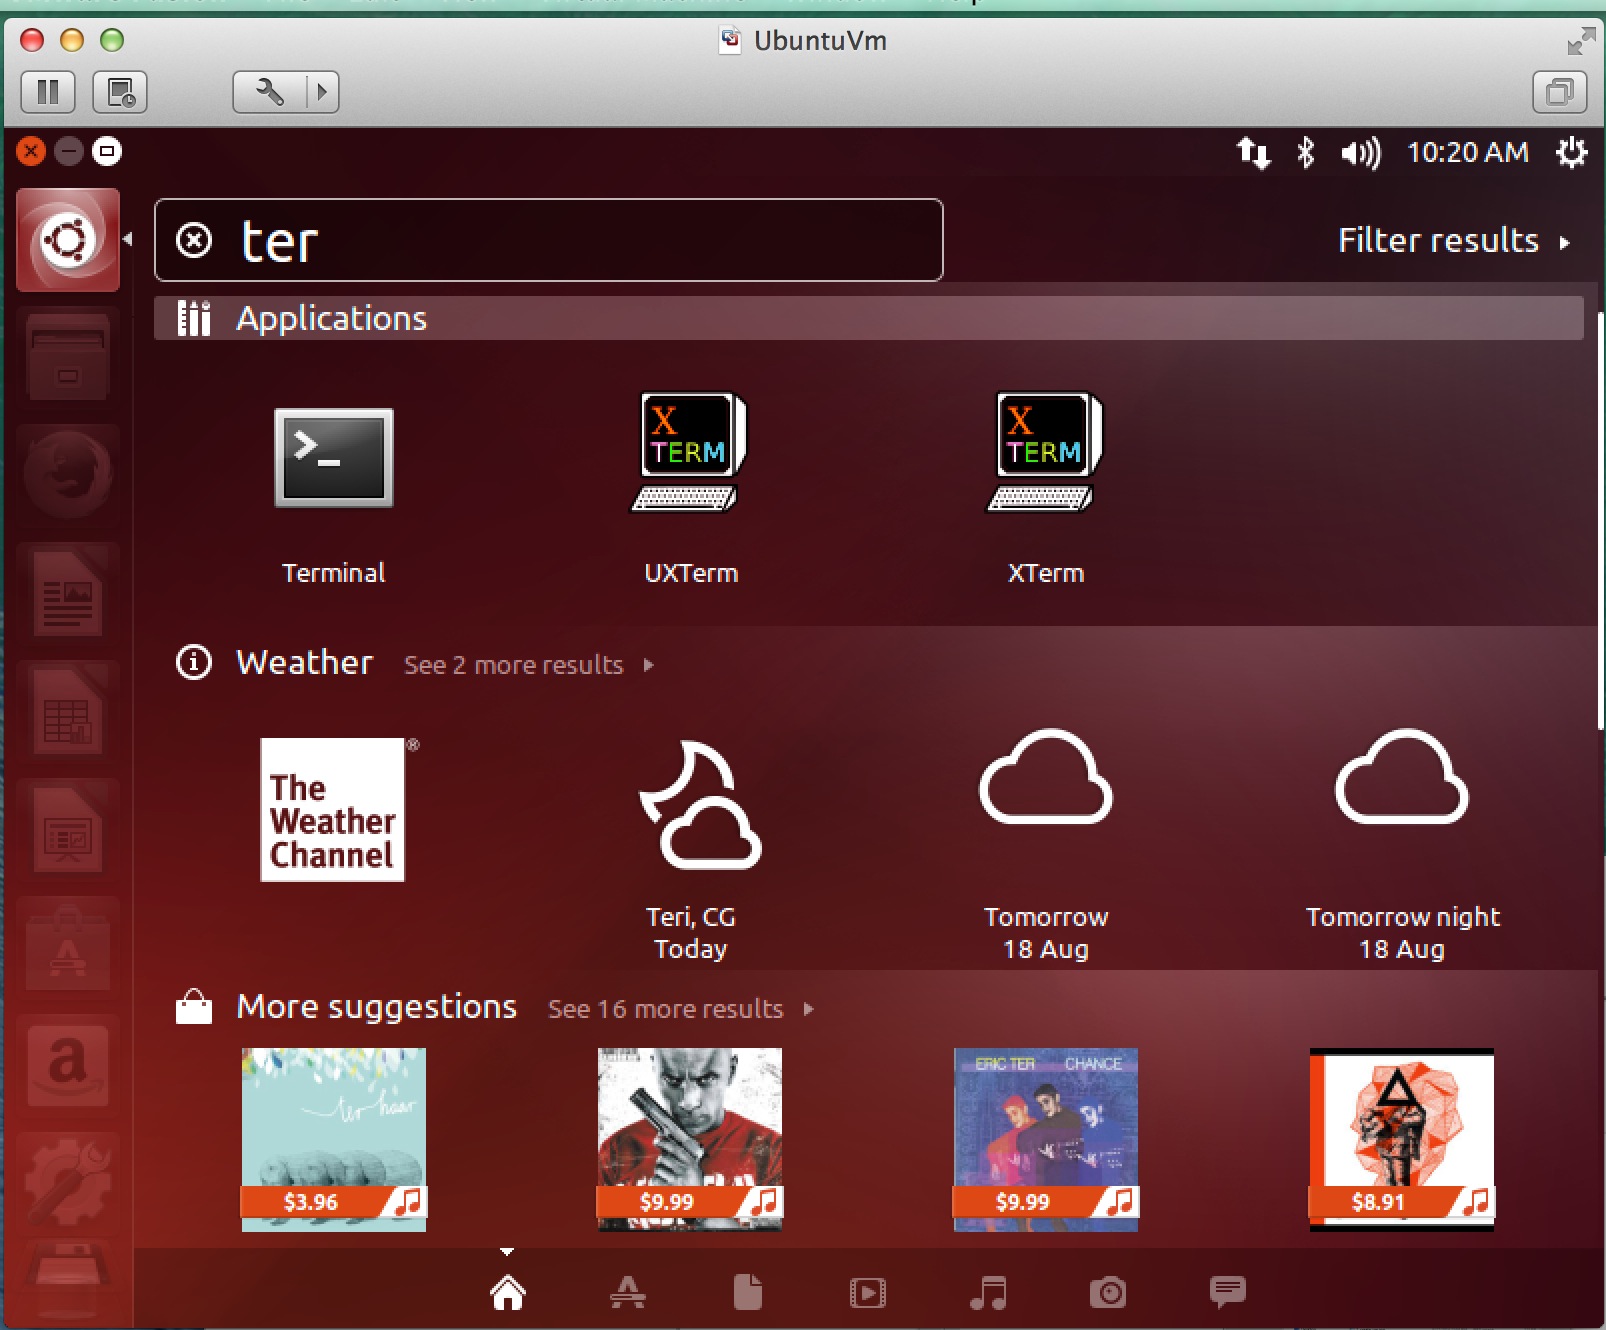 UbuntuVm
10:20 AM
ter
Filter results
Applications
X
TERM
X
TERM
Terminal
UXTerm
XTerm
Weather
See 2 more results
The
Weather
Channel
®
Teri, CG
Today
Tomorrow
18 Aug
Tomorrow night
18 Aug
More suggestions
See 16 more results
ter haar
ERIC TER CHANCE
a
$3.96
$9.99
$9.99
$8.91